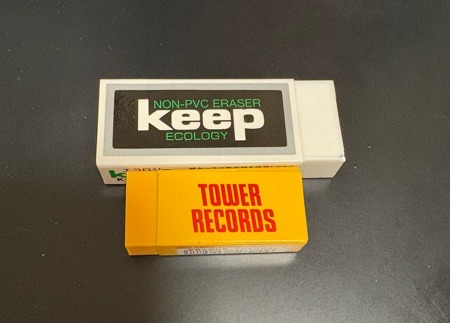 NON-PVC ERASER
keep
ECOLOGY
TOWER
RECORDS